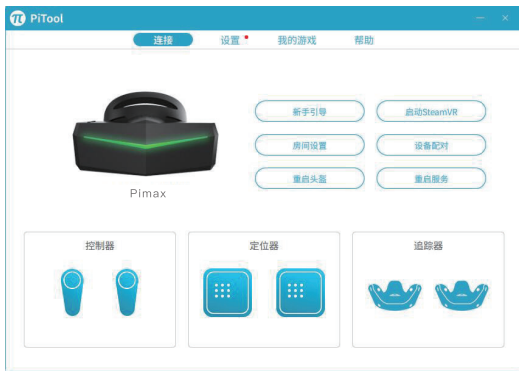 PiTool
连接 设置 我的游戏 帮助
新手引导 启动SteamVR
房间设置 设备配对
重启头盔 重启服务
Pimax
控制器 定位器 追踪器